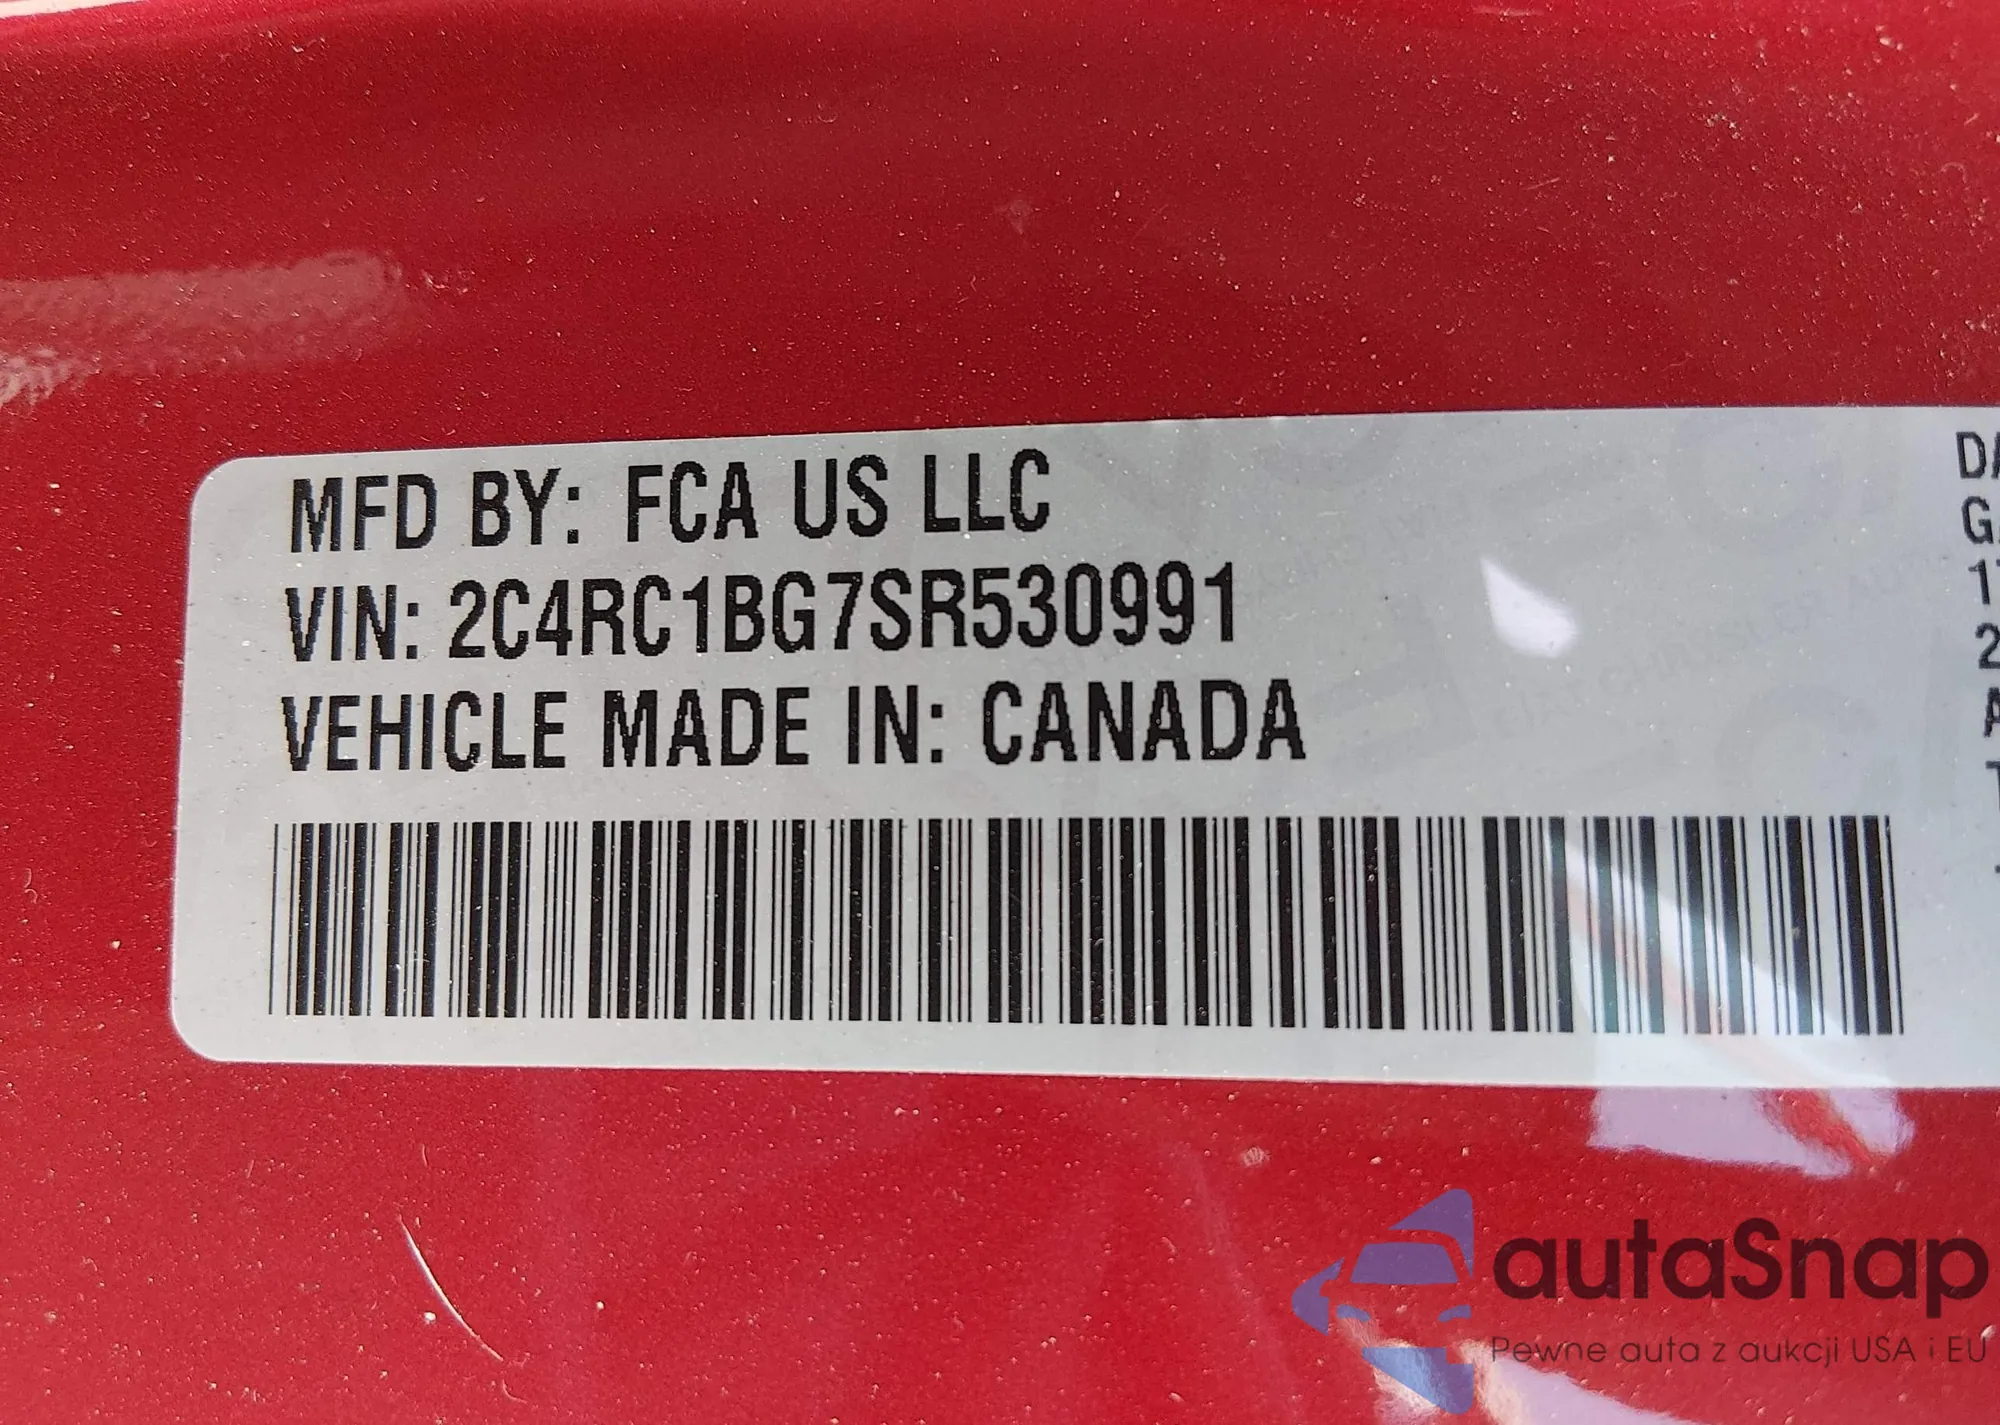 MFD BY: FCA US LLC
VIN: 2C4RC1BG7SR530991
VEHICLE MADE IN: CANADA
autaSnap
Pewne auta z aukcji USA i EU